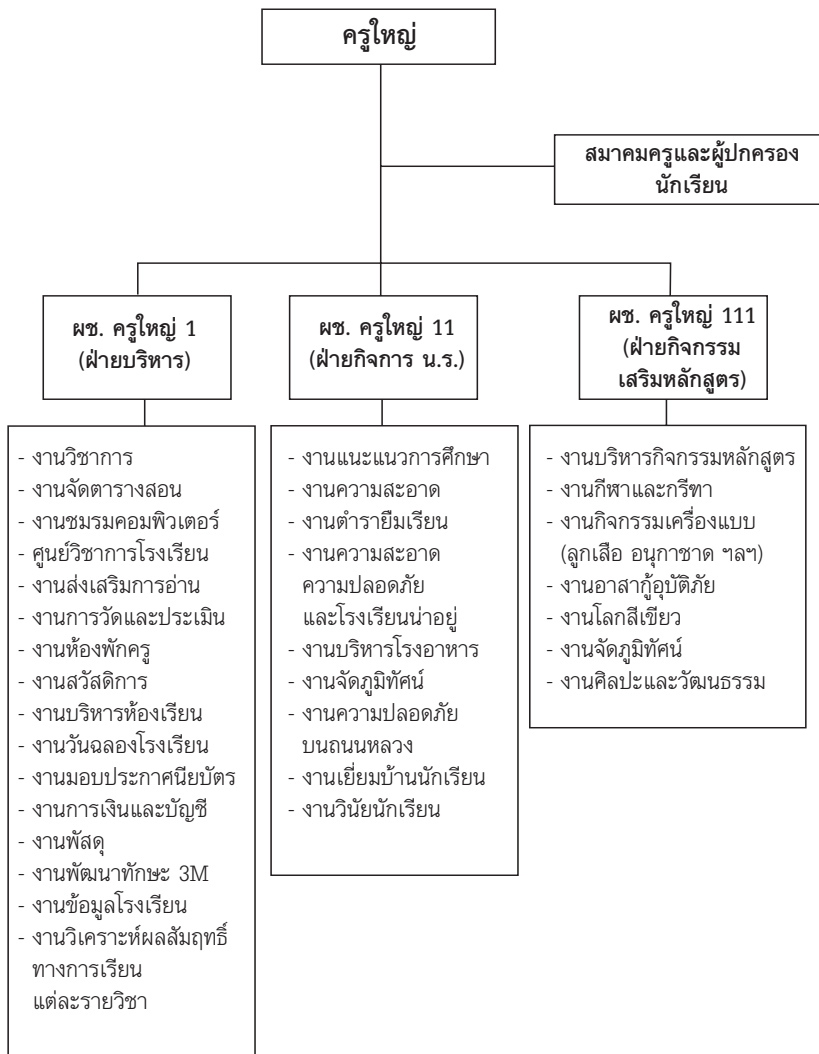 ครูใหญ่
สมาคมครูและผู้ปกครอง
นักเรียน
ผช. ครูใหญ่ 1
(ฝ่ายบริหาร)
ผช. ครูใหญ่ 11
(ฝ่ายกิจการ น.ร.)
ผช. ครูใหญ่ 111
(ฝ่ายกิจกรรม
เสริมหลักสูตร)
- งานวิชาการ
- งานจัดตารางสอน
- งานชมรมคอมพิวเตอร์
- ศูนย์วิชาการโรงเรียน
- งานส่งเสริมการอ่าน
- งานการวัดและประเมิน
- งานห้องพักครู
- งานสวัสดิการ
- งานบริหารห้องเรียน
- งานวันฉลองโรงเรียน
- งานมอบประกาศนียบัตร
- งานการเงินและบัญชี
- งานพัสดุ
- งานพัฒนาทักษะ 3M
- งานข้อมูลโรงเรียน
- งานวิเคราะห์ผลสัมฤทธิ์
ทางการเรียน
แต่ละรายวิชา
- งานแนะแนวการศึกษา
- งานความสะอาด
- งานตำรายืมเรียน
- งานความสะอาด
ความปลอดภัย
และโรงเรียนน่าอยู่
- งานบริหารโรงอาหาร
- งานจัดภูมิทัศน์
- งานความปลอดภัย
บนถนนหลวง
- งานเยี่ยมบ้านนักเรียน
- งานวินัยนักเรียน
- งานบริหารกิจกรรมหลักสูตร
- งานกีฬาและกรีฑา
- งานกิจกรรมเครื่องแบบ
(ลูกเสือ อนุกาชาด ฯลฯ)
- งานอาสากู้อุบัติภัย
- งานโลกสีเขียว
- งานจัดภูมิทัศน์
- งานศิลปะและวัฒนธรรม